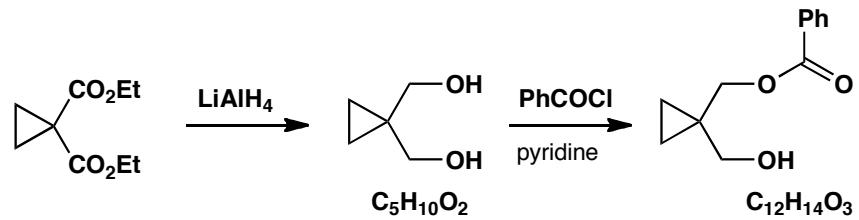 CO₂Et
CO₂Et
LiAlH₄
OH
OH
C₅H₁₀O₂
PhCOCl
pyridine
Ph
O
O
OH
C₁₂H₁₄O₃